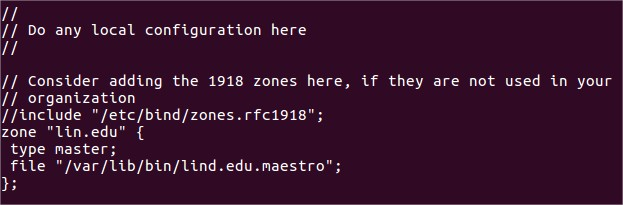 //
// Do any local configuration here
//
// Consider adding the 1918 zones here, if they are not used in your
// organization
//include "/etc/bind/zones.rfc1918";
zone "lin.edu" {
type master;
file "/var/lib/bin/lind.edu.maestro";
};